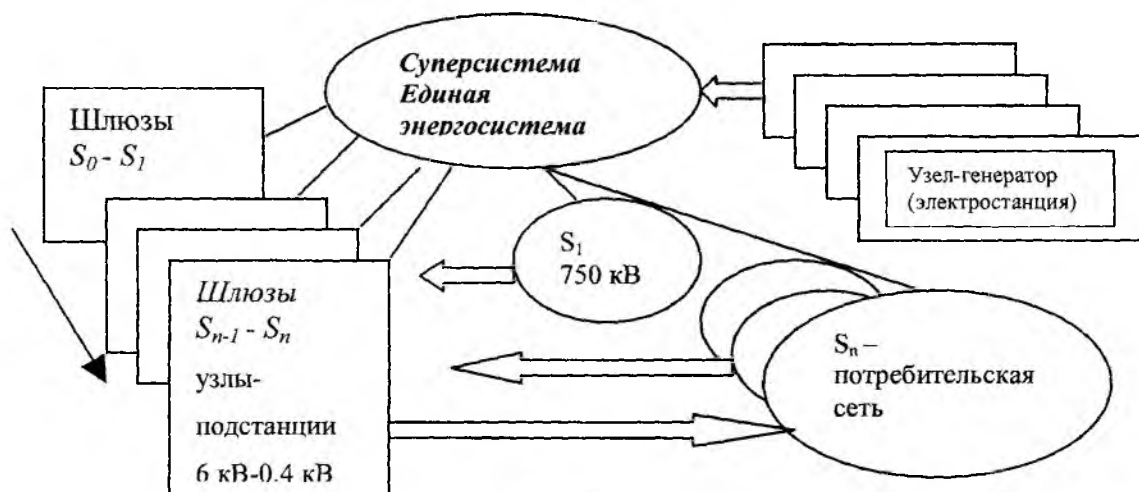 Суперсистема
Единая
энергосистема
Шлюзы
S₀ - S₁
Узел-генератор
(электростанция)
S₁
750 кВ
Шлюзы
Sₙ₋₁ - Sₙ
узлы-
подстанции
6 кВ-0.4 кВ
Sₙ –
потребительская
сеть